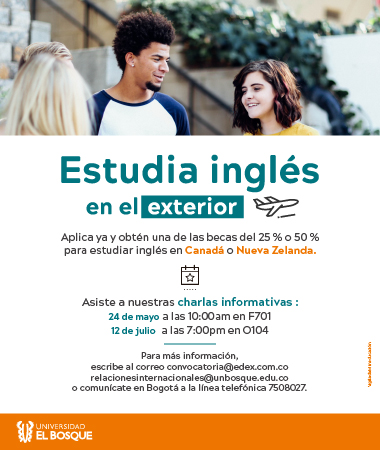 Estudia inglés
en el exterior
Aplica ya y obtén una de las becas del 25 % o 50 %
para estudiar inglés en Canadá o Nueva Zelanda.
Asiste a nuestras charlas informativas :
24 de mayo a las 10:00am en F701
12 de julio a las 7:00pm en O104
Para más información,
escribe al correo convocatoria@edex.com.co
relacionesinternacionales@unbosque.edu.co
o comunícate en Bogotá a la línea telefónica 7508027.
UNIVERSIDAD
EL BOSQUE